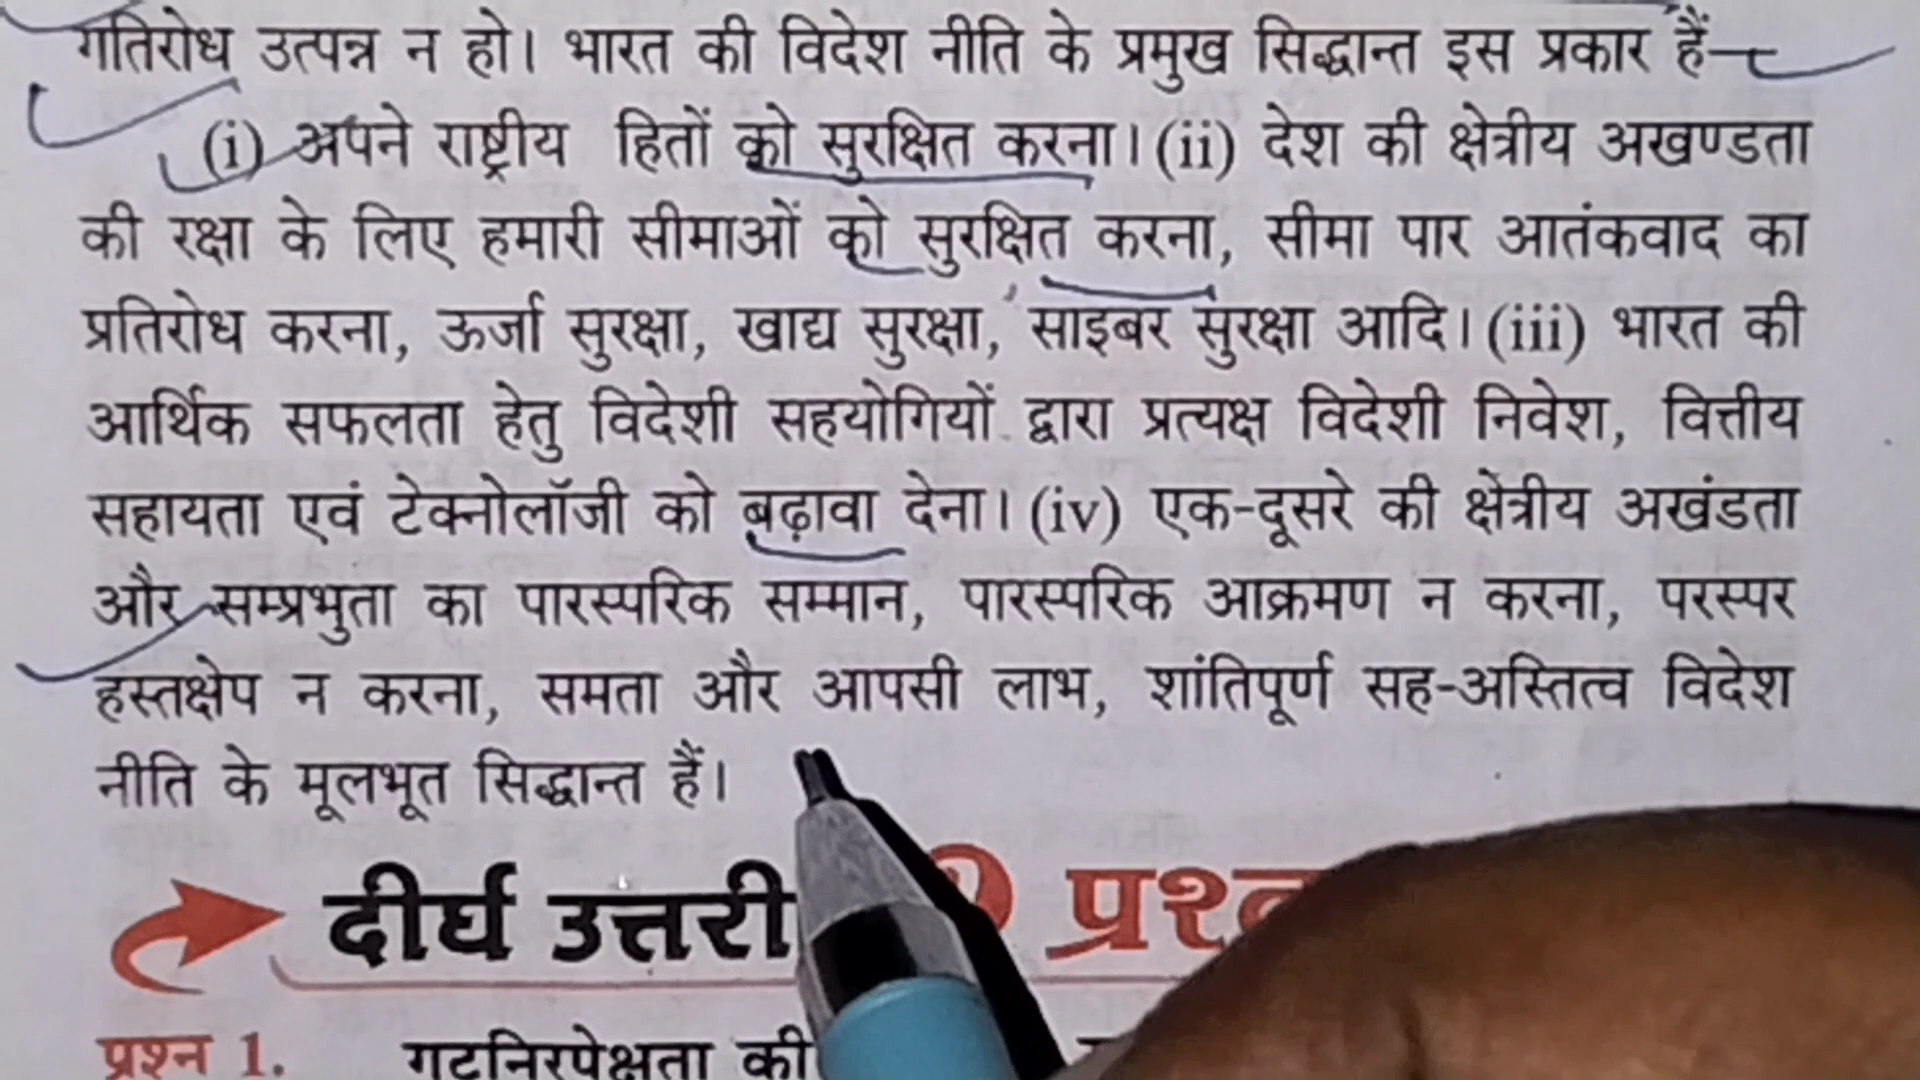 गतिरोध उत्पन्न न हो। भारत की विदेश नीति के प्रमुख सिद्धान्त इस प्रकार हैं—
(i) अपने राष्ट्रीय हितों को सुरक्षित करना। (ii) देश की क्षेत्रीय अखण्डता
की रक्षा के लिए हमारी सीमाओं को सुरक्षित करना, सीमा पार आतंकवाद का
प्रतिरोध करना, ऊर्जा सुरक्षा, खाद्य सुरक्षा, साइबर सुरक्षा आदि। (iii) भारत की
आर्थिक सफलता हेतु विदेशी सहयोगियों द्वारा प्रत्यक्ष विदेशी निवेश, वित्तीय
सहायता एवं टेक्नोलॉजी को बढ़ावा देना। (iv) एक-दूसरे की क्षेत्रीय अखंडता
और सम्प्रभुता का पारस्परिक सम्मान, पारस्परिक आक्रमण न करना, परस्पर
हस्तक्षेप न करना, समता और आपसी लाभ, शांतिपूर्ण सह-अस्तित्व विदेश
नीति के मूलभूत सिद्धान्त हैं।
दीर्घ उत्तरी
प्रश्न 1. गुटनिरपेक्षता की